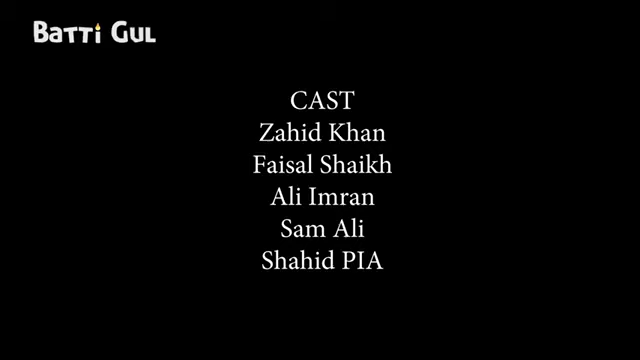 Batti Gul
CAST
Zahid Khan
Faisal Shaikh
Ali Imran
Sam Ali
Shahid PIA